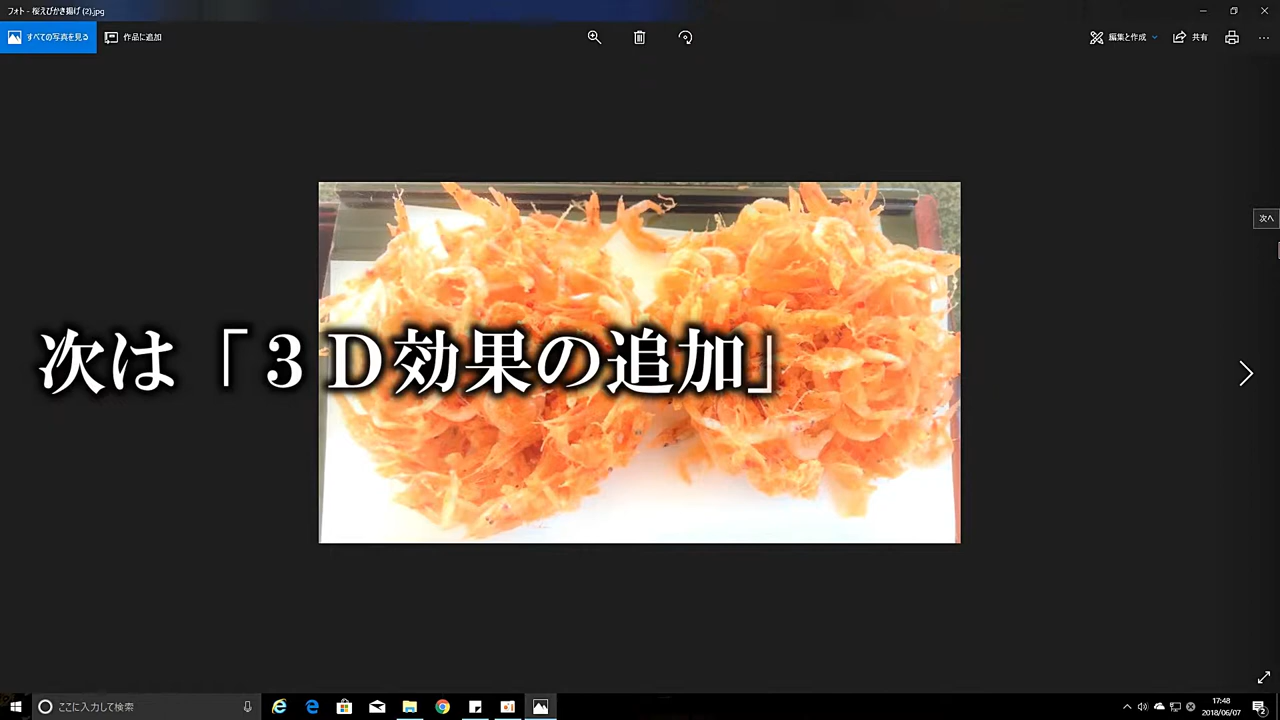 フォト - 桜えびかき揚げ (2).jpg
すべての写真を見る
作品に追加
編集と作成
共有
次へ
次は「３Ｄ効果の追加」
ここに入力して検索
17:48
2018/06/07
2